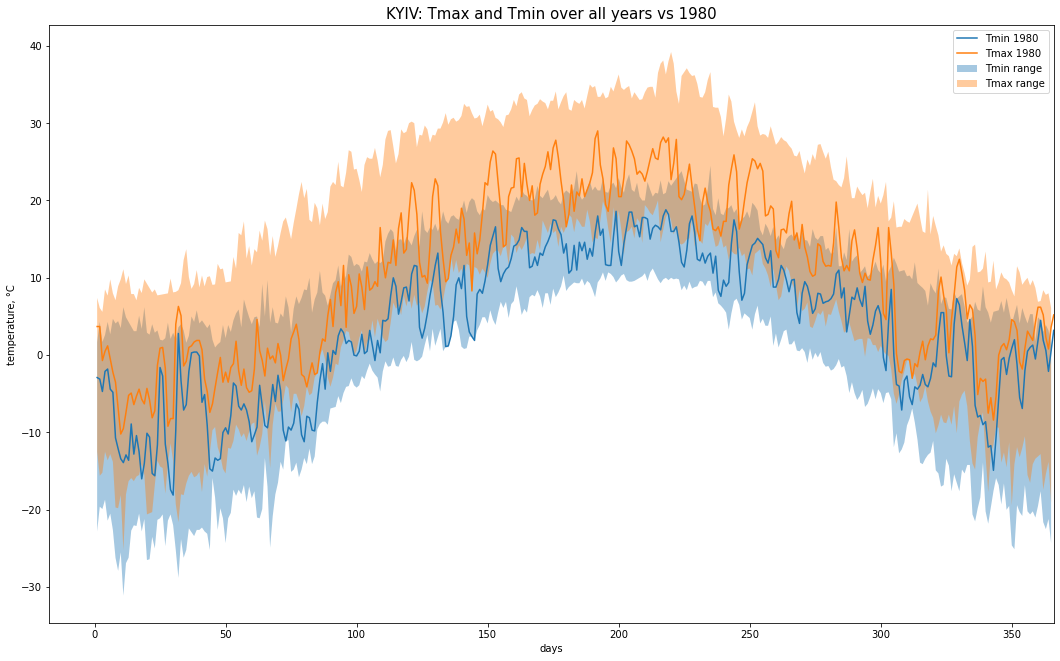 KYIV: Tmax and Tmin over all years vs 1980
Tmin 1980
Tmax 1980
Tmin range
Tmax range
temperature, °C
40
30
20
10
0
−10
−20
−30
0 50 100 150 200 250 300 350
days